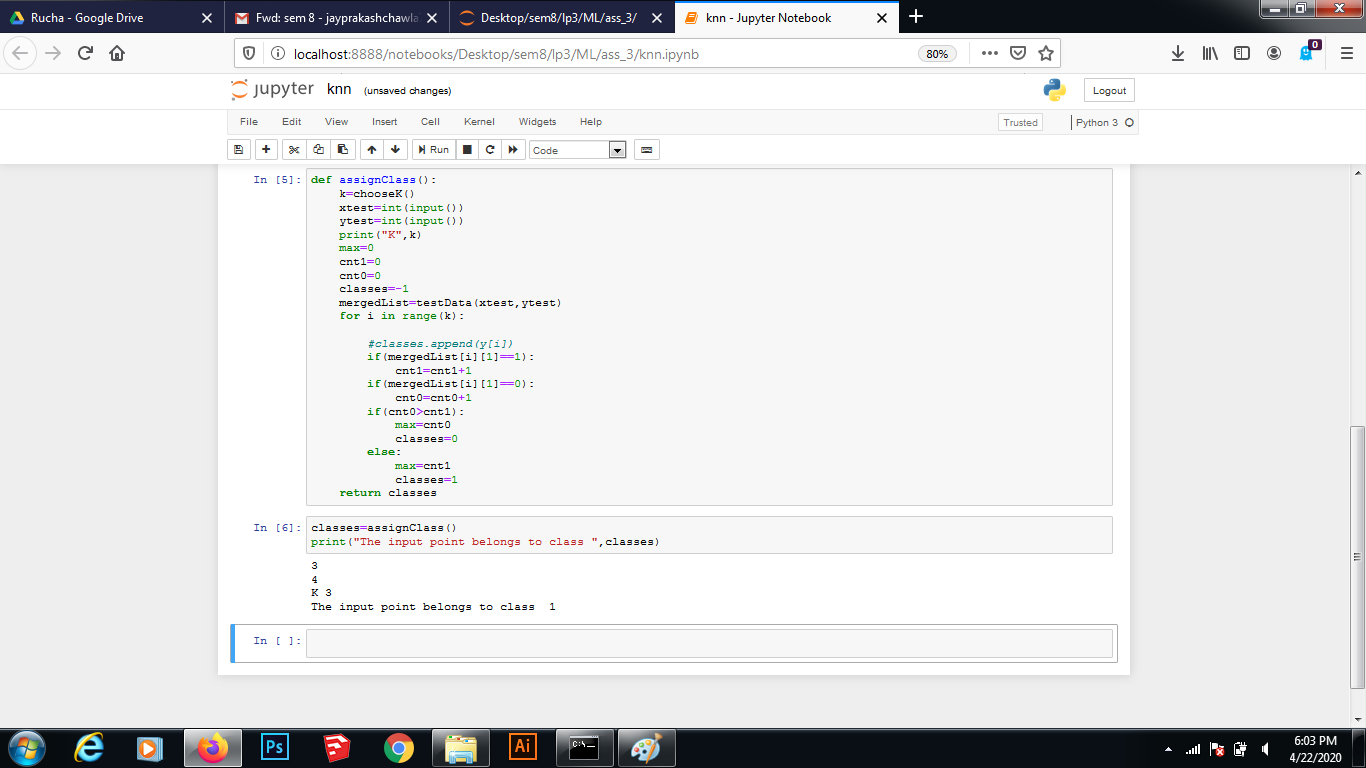 Rucha - Google Drive
Fwd: sem 8 - jayprakashchawla
Desktop/sem8/lp3/ML/ass_3/
knn - Jupyter Notebook
localhost:8888/notebooks/Desktop/sem8/lp3/ML/ass_3/knn.ipynb
80%
0
jupyter knn (unsaved changes)
Logout
File Edit View Insert Cell Kernel Widgets Help
Trusted
Python 3
Run
Code
In [5]: def assignClass():
    k=chooseK()
    xtest=int(input())
    ytest=int(input())
    print("K",k)
    max=0
    cnt1=0
    cnt0=0
    classes=-1
    mergedList=testData(xtest,ytest)
    for i in range(k):
        #classes.append(y[i])
        if(mergedList[i][1]==1):
            cnt1=cnt1+1
        if(mergedList[i][1]==0):
            cnt0=cnt0+1
        if(cnt0>cnt1):
            max=cnt0
            classes=0
        else:
            max=cnt1
            classes=1
    return classes
In [6]: classes=assignClass()
print("The input point belongs to class ",classes)
3
4
K 3
The input point belongs to class  1
In [ ]:
Ps
Ai
6:03 PM
4/22/2020